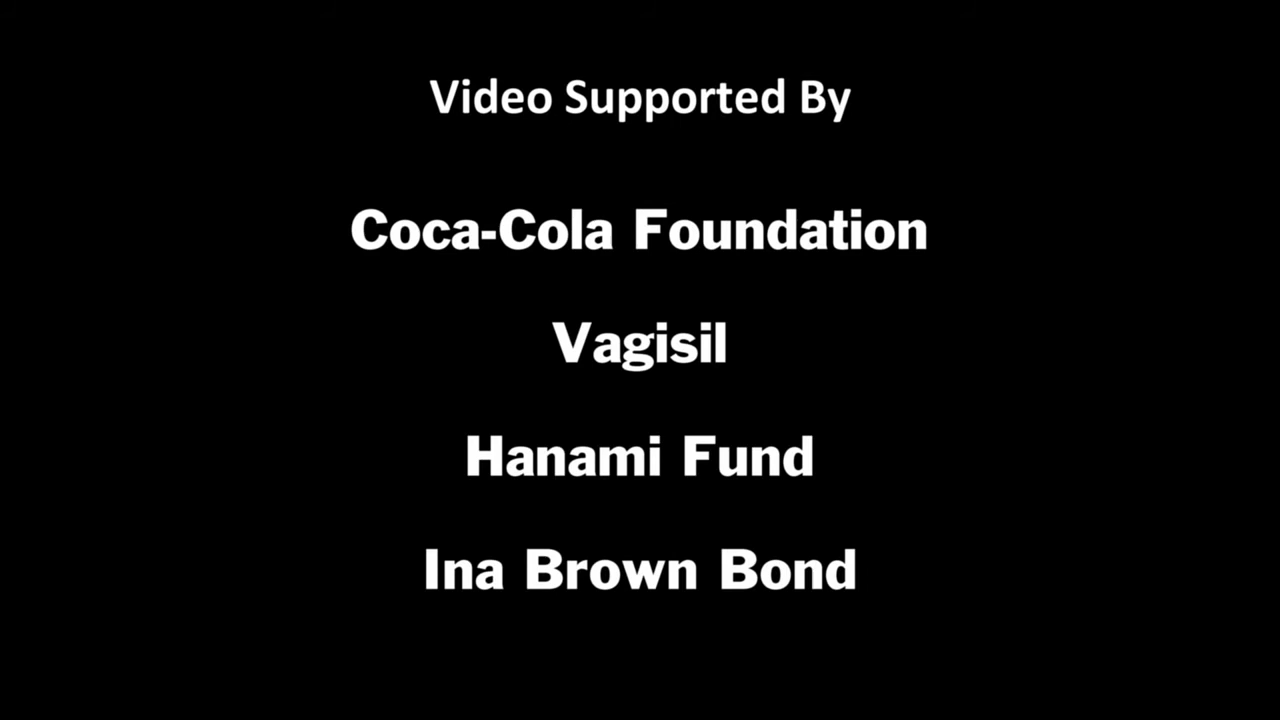 Video Supported By
Coca-Cola Foundation
Vagisil
Hanami Fund
Ina Brown Bond